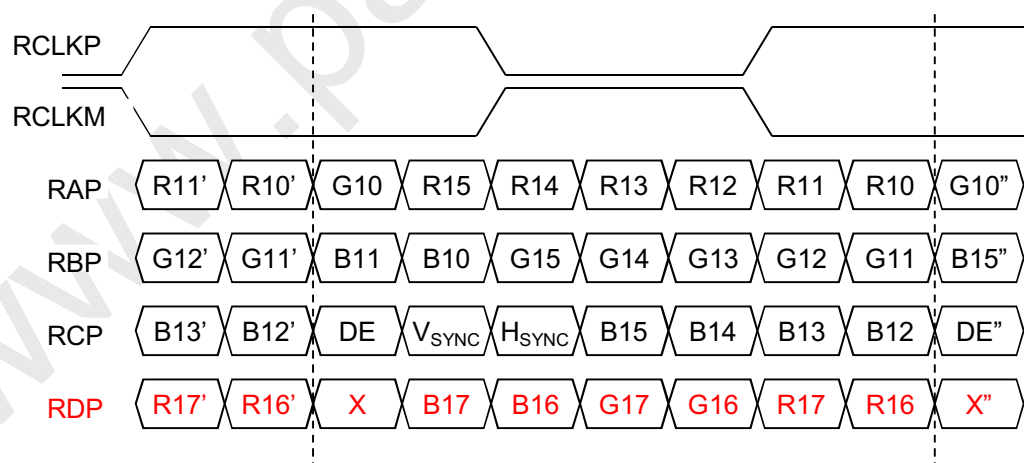 RCLKP
RCLKM
RAP R11’ R10’ G10 R15 R14 R13 R12 R11 R10 G10”
RBP G12’ G11’ B11 B10 G15 G14 G13 G12 G11 B15”
RCP B13’ B12’ DE VSYNC HSYNC B15 B14 B13 B12 DE”
RDP R17’ R16’ X B17 B16 G17 G16 R17 R16 X”
www.pa